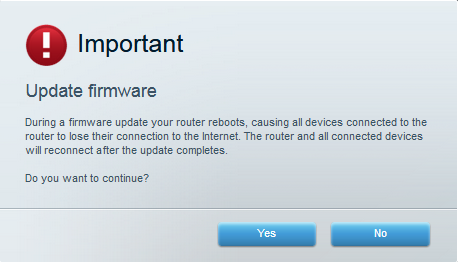 Important
Update firmware
During a firmware update your router reboots, causing all devices connected to the
router to lose their connection to the Internet. The router and all connected devices
will reconnect after the update completes.
Do you want to continue?
Yes
No